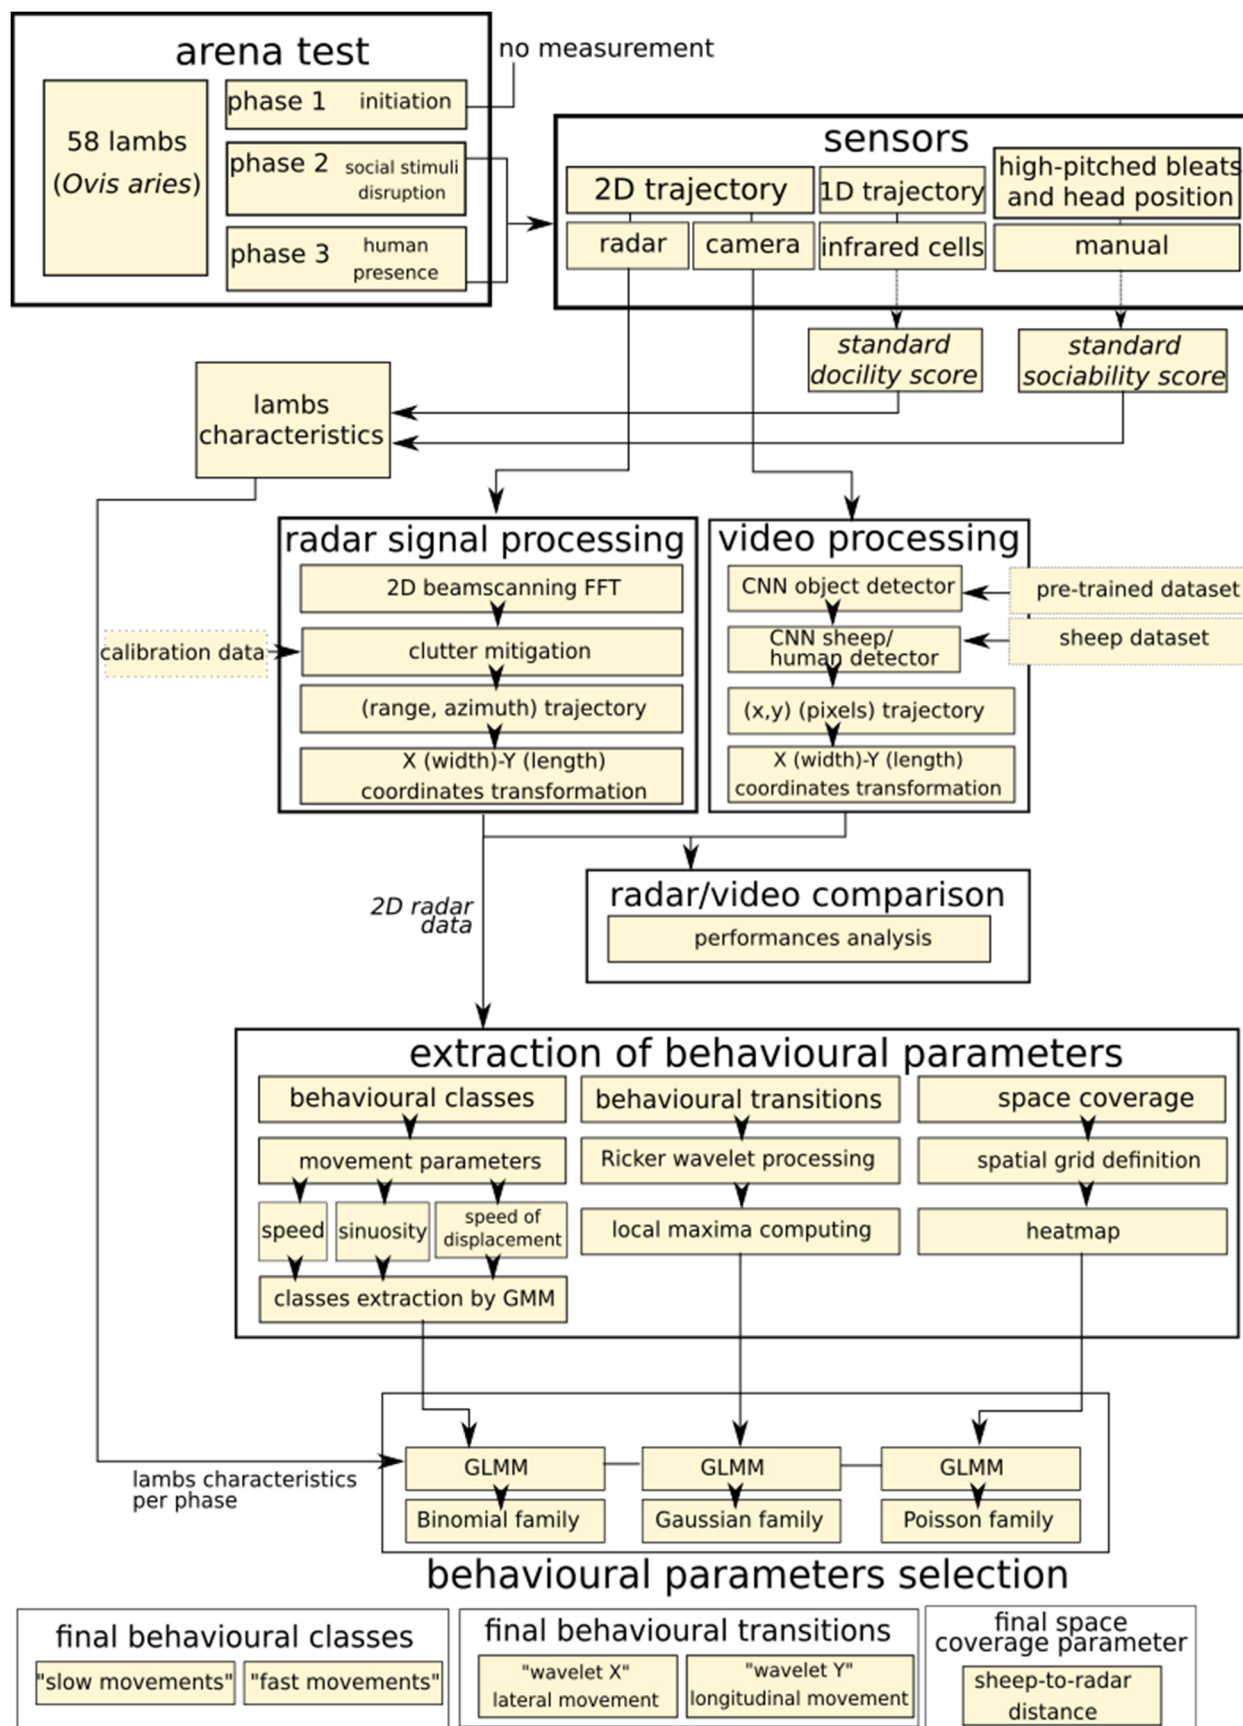 arena test
no measurement
58 lambs
(Ovis aries)
phase 1 initiation
phase 2 social stimuli
disruption
phase 3 human
presence
sensors
2D trajectory
radar
camera
1D trajectory
infrared cells
high-pitched bleats
and head position
manual
standard
docility score
standard
sociability score
lambs
characteristics
radar signal processing
2D beamscanning FFT
calibration data
clutter mitigation
(range, azimuth) trajectory
X (width)-Y (length)
coordinates transformation
video processing
CNN object detector
pre-trained dataset
CNN sheep/
human detector
sheep dataset
(x,y) (pixels) trajectory
X (width)-Y (length)
coordinates transformation
2D radar
data
radar/video comparison
performances analysis
extraction of behavioural parameters
behavioural classes
movement parameters
speed
sinuosity
speed of
displacement
classes extraction by GMM
behavioural transitions
Ricker wavelet processing
local maxima computing
space coverage
spatial grid definition
heatmap
lambs characteristics
per phase
GLMM
Binomial family
GLMM
Gaussian family
GLMM
Poisson family
behavioural parameters selection
final behavioural classes
"slow movements"
"fast movements"
final behavioural transitions
"wavelet X"
lateral movement
"wavelet Y"
longitudinal movement
final space
coverage parameter
sheep-to-radar
distance